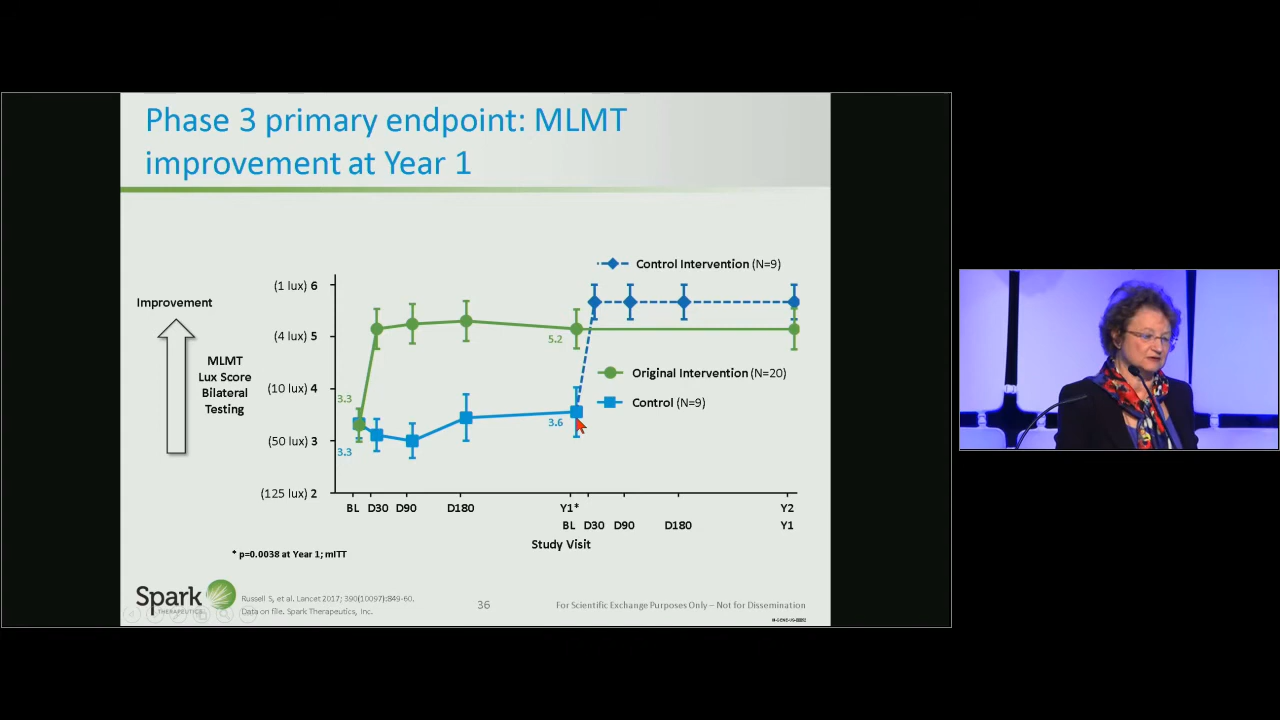 Phase 3 primary endpoint: MLMT
improvement at Year 1
Control Intervention (N=9)
(1 lux) 6
Improvement
(4 lux) 5
5.2
MLMT
Lux Score
Bilateral
Testing
Original Intervention (N=20)
(10 lux) 4
3.3
Control (N=9)
3.6
(50 lux) 3
3.3
(125 lux) 2
BL D30 D90 D180 Y1* Y2
BL D30 D90 D180 Y1
Study Visit
* p=0.0038 at Year 1; mITT
Spark
THERAPEUTICS
Russell S, et al. Lancet 2017; 390(10097):849-60.
Data on file. Spark Therapeutics, Inc.
36
For Scientific Exchange Purposes Only – Not for Dissemination